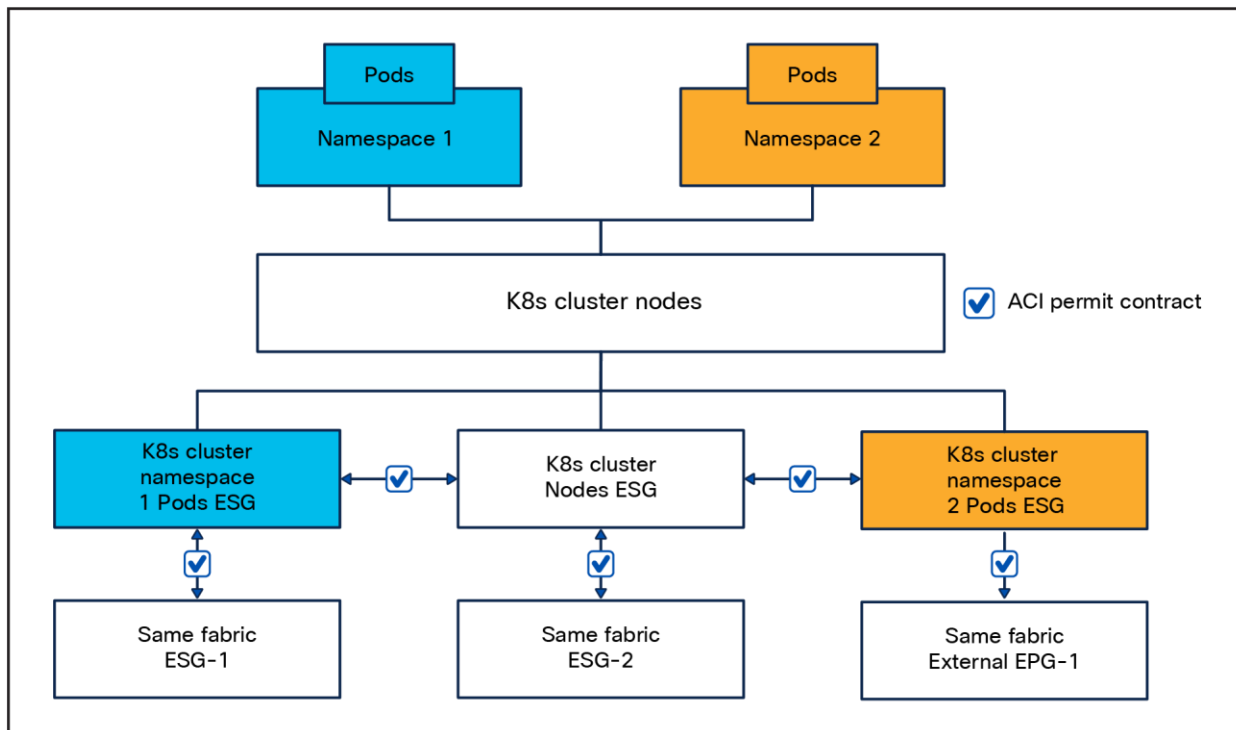 Pods
Namespace 1
Pods
Namespace 2
K8s cluster nodes
ACI permit contract
K8s cluster
namespace
1 Pods ESG
K8s cluster
Nodes ESG
K8s cluster
namespace
2 Pods ESG
Same fabric
ESG-1
Same fabric
ESG-2
Same fabric
External EPG-1